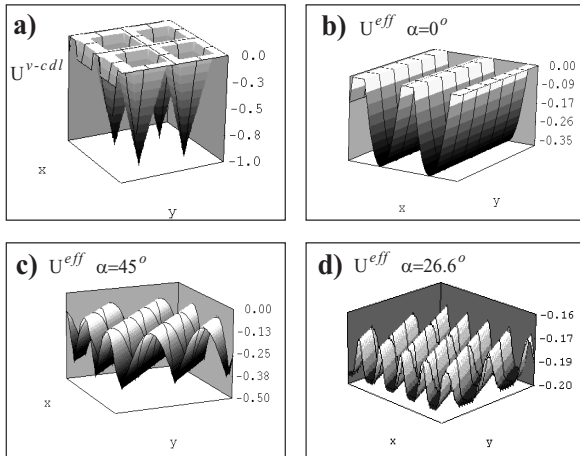 a)
U^{v-cdl}
0.0
-0.3
-0.5
-0.8
-1.0
x
y
b) U^{eff} α=0^o
0.00
-0.09
-0.17
-0.26
-0.35
x
y
c) U^{eff} α=45^o
0.00
-0.13
-0.25
-0.38
-0.50
x
y
d) U^{eff} α=26.6^o
-0.16
-0.17
-0.18
-0.19
-0.20
x
y